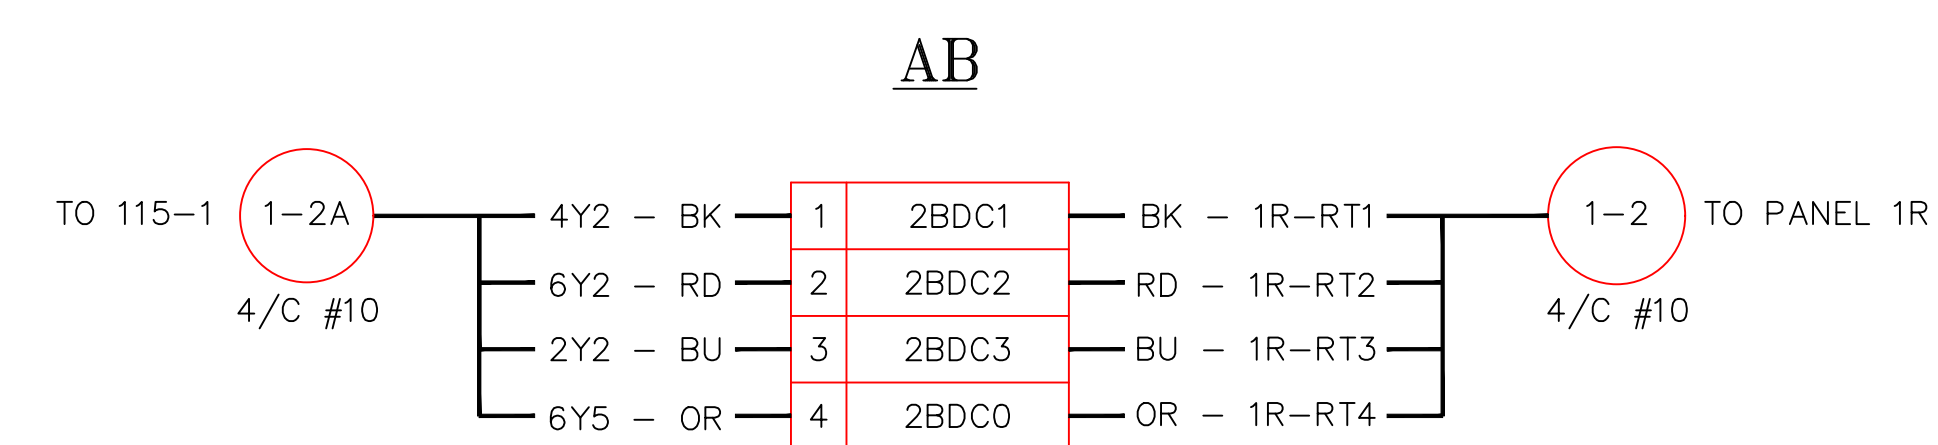 AB
TO 115-1 1-2A 4Y2 - BK 1 2BDC1 BK - 1R-RT1 1-2 TO PANEL 1R
6Y2 - RD 2 2BDC2 RD - 1R-RT2
4/C #10 4/C #10
2Y2 - BU 3 2BDC3 BU - 1R-RT3
6Y5 - OR 4 2BDC0 OR - 1R-RT4